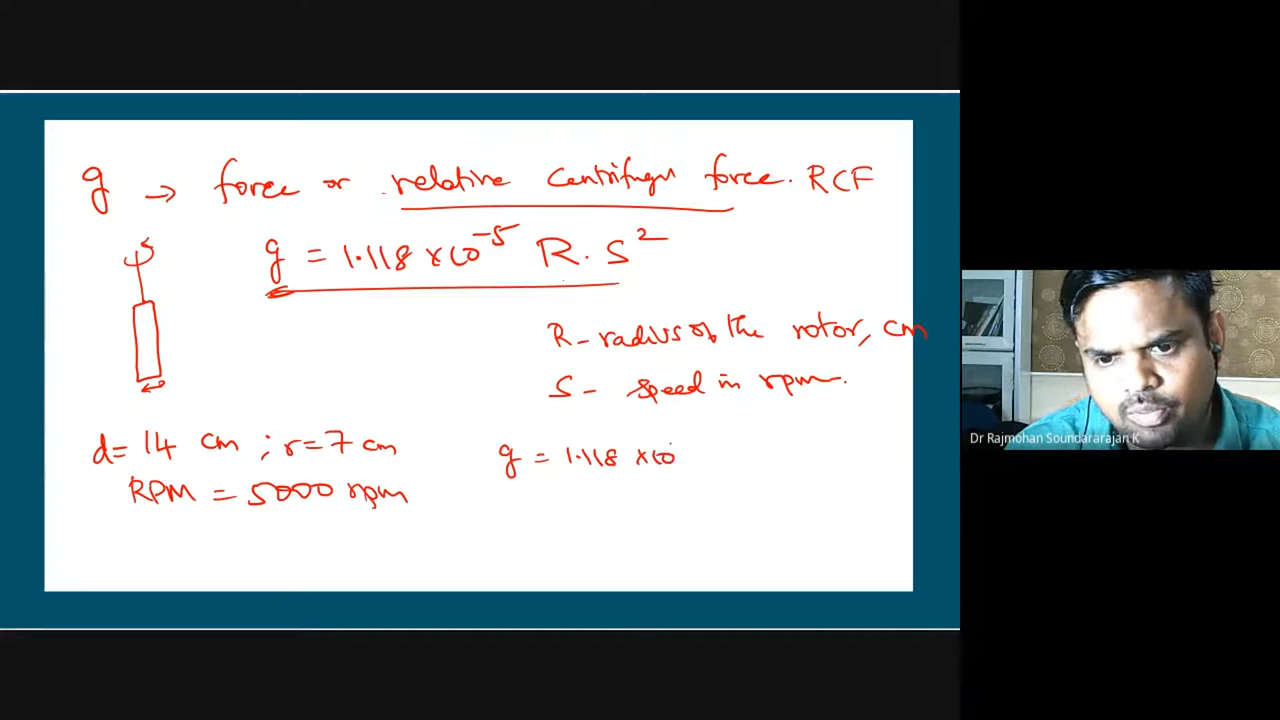 g → force or relative centrifugal force. RCF
g = 1.118 × 10⁻⁵ R. S²
R - radius of the rotor, cm
S - speed in rpm.
d = 14 cm ; r = 7 cm
RPM = 5000 rpm
g = 1.118 × 10
Dr Rajmohan Soundararajan K